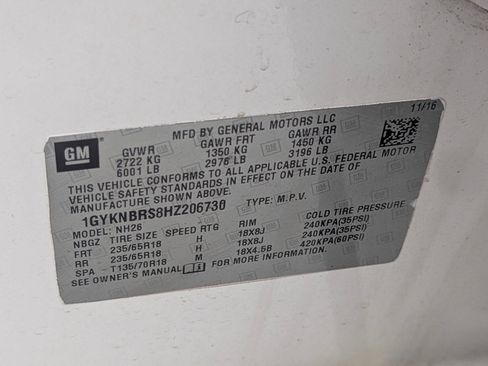 11/16
GM
MFD BY GENERAL MOTORS LLC
GVWR GAWR FRT GAWR RR
2722 KG 1350 KG 1450 KG
6001 LB 2976 LB 3196 LB
THIS VEHICLE CONFORMS TO ALL APPLICABLE U.S. FEDERAL MOTOR
VEHICLE SAFETY STANDARDS IN EFFECT ON THE DATE OF
MANUFACTURE SHOWN ABOVE.
1GYKNBRS8HZ206730 TYPE: M.P.V.
MODEL: NH26
NBGZ TIRE SIZE SPEED RTG RIM COLD TIRE PRESSURE
FRT 235/65R18 H 18X8J 240KPA(35PSI)
RR 235/65R18 H 18X8J 240KPA(35PSI)
SPA T135/70R18 M 18X4.5B 420KPA(60PSI)
SEE OWNER'S MANUAL FOR MORE INFORMATION.